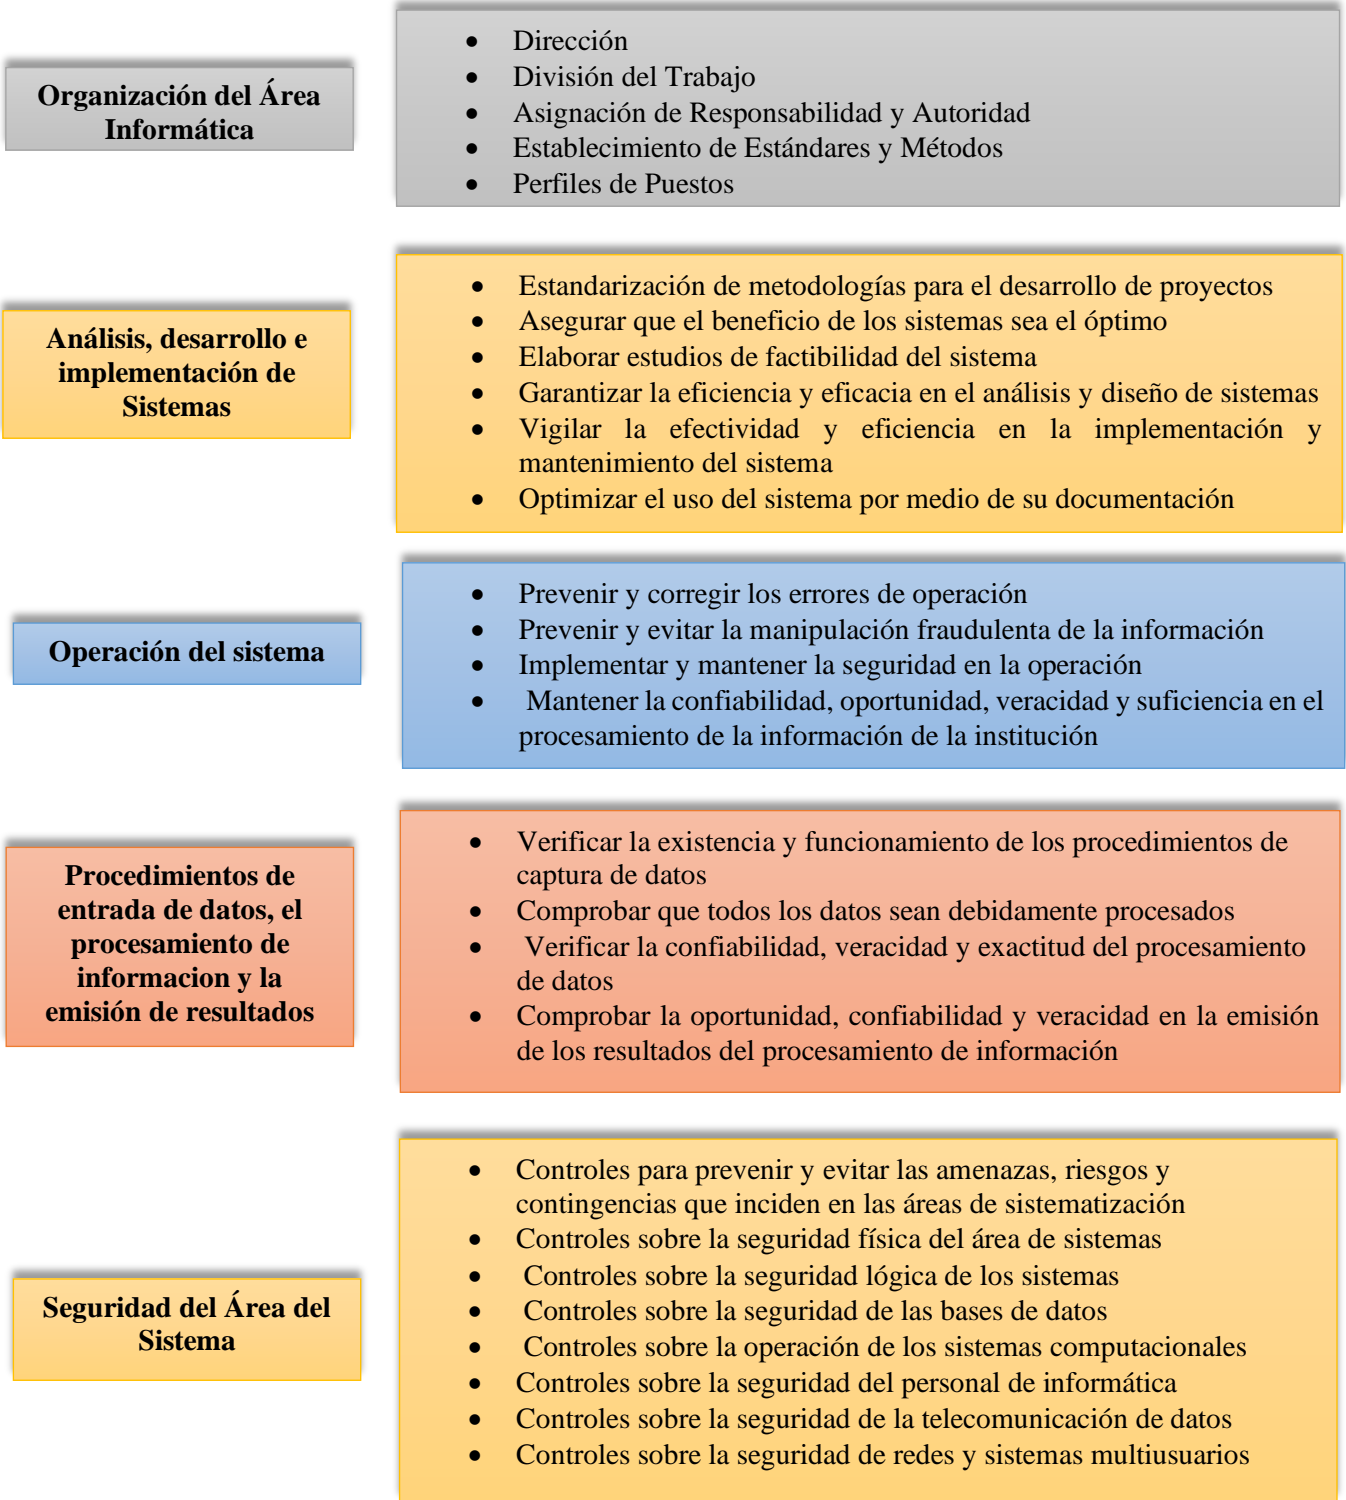 Organización del Área
Informática
• Dirección
• División del Trabajo
• Asignación de Responsabilidad y Autoridad
• Establecimiento de Estándares y Métodos
• Perfiles de Puestos
Análisis, desarrollo e
implementación de
Sistemas
• Estandarización de metodologías para el desarrollo de proyectos
• Asegurar que el beneficio de los sistemas sea el óptimo
• Elaborar estudios de factibilidad del sistema
• Garantizar la eficiencia y eficacia en el análisis y diseño de sistemas
• Vigilar la efectividad y eficiencia en la implementación y
mantenimiento del sistema
• Optimizar el uso del sistema por medio de su documentación
Operación del sistema
• Prevenir y corregir los errores de operación
• Prevenir y evitar la manipulación fraudulenta de la información
• Implementar y mantener la seguridad en la operación
• Mantener la confiabilidad, oportunidad, veracidad y suficiencia en el
procesamiento de la información de la institución
Procedimientos de
entrada de datos, el
procesamiento de
informacion y la
emisión de resultados
• Verificar la existencia y funcionamiento de los procedimientos de
captura de datos
• Comprobar que todos los datos sean debidamente procesados
• Verificar la confiabilidad, veracidad y exactitud del procesamiento
de datos
• Comprobar la oportunidad, confiabilidad y veracidad en la emisión
de los resultados del procesamiento de información
Seguridad del Área del
Sistema
• Controles para prevenir y evitar las amenazas, riesgos y
contingencias que inciden en las áreas de sistematización
• Controles sobre la seguridad física del área de sistemas
• Controles sobre la seguridad lógica de los sistemas
• Controles sobre la seguridad de las bases de datos
• Controles sobre la operación de los sistemas computacionales
• Controles sobre la seguridad del personal de informática
• Controles sobre la seguridad de la telecomunicación de datos
• Controles sobre la seguridad de redes y sistemas multiusuarios